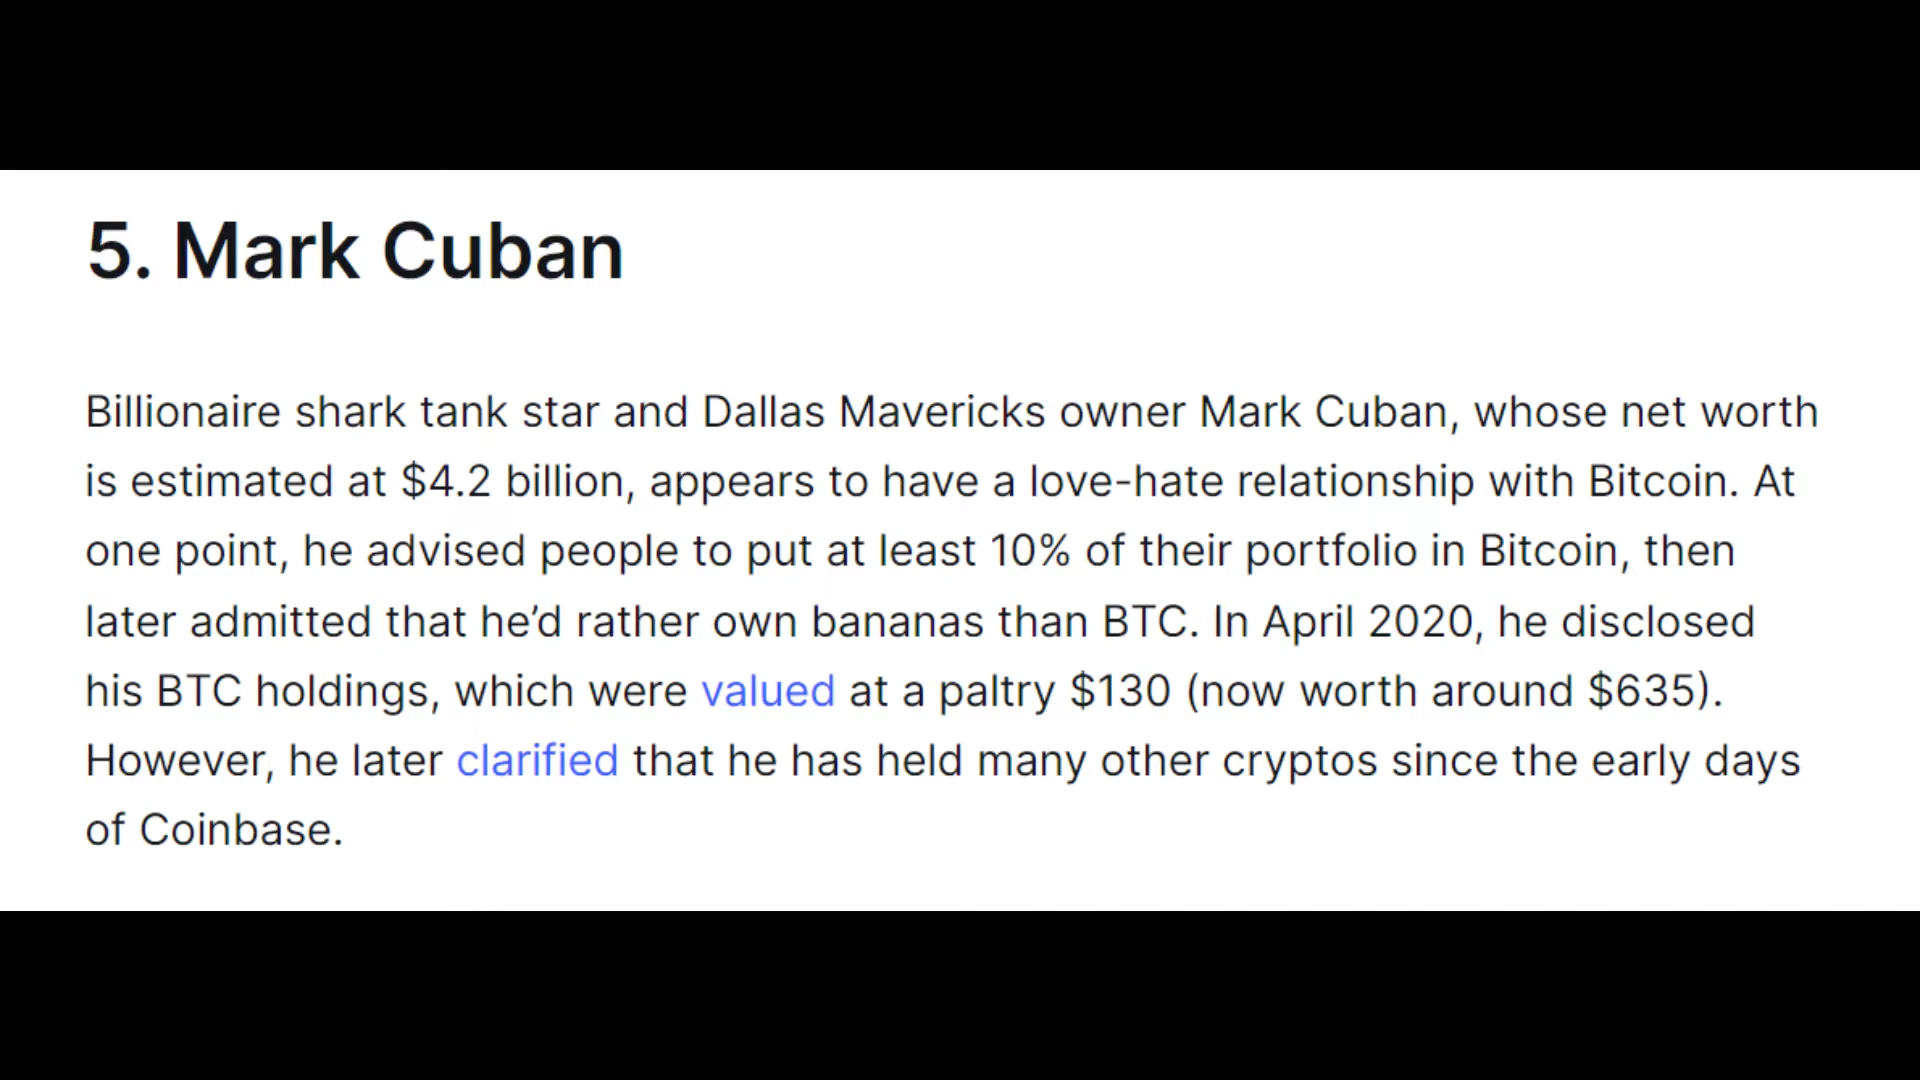 5. Mark Cuban
Billionaire shark tank star and Dallas Mavericks owner Mark Cuban, whose net worth
is estimated at $4.2 billion, appears to have a love-hate relationship with Bitcoin. At
one point, he advised people to put at least 10% of their portfolio in Bitcoin, then
later admitted that he’d rather own bananas than BTC. In April 2020, he disclosed
his BTC holdings, which were valued at a paltry $130 (now worth around $635).
However, he later clarified that he has held many other cryptos since the early days
of Coinbase.